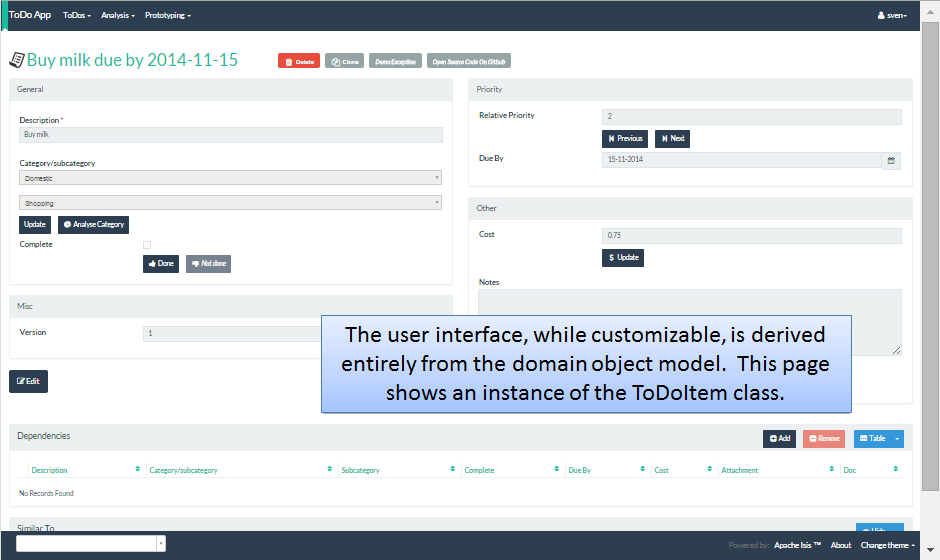 ToDo App ToDos Analysis Prototyping sven
Buy milk due by 2014-11-15 Delete Clone Demo Exception Open Source Code On Github
General
Description *
Buy milk
Category/subcategory
Domestic
Shopping
Update Analyse Category
Complete
Done Not done
Misc
Version 1
Edit
Priority
Relative Priority 2
Previous Next
Due By 15-11-2014
Other
Cost 0.75
$ Update
Notes
The user interface, while customizable, is derived
entirely from the domain object model. This page
shows an instance of the ToDoItem class.
Dependencies Add Remove Table
Description Category/subcategory Subcategory Complete Due By Cost Attachment Doc
No Records Found
Similar To Hide
Powered by: Apache Isis ™ About Change theme